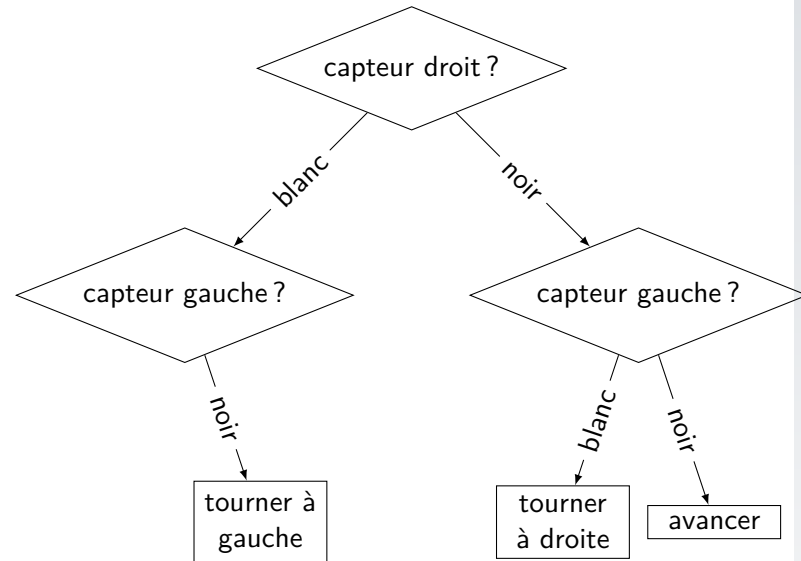 capteur droit ?
blanc
noir
capteur gauche ?
capteur gauche ?
noir
blanc
noir
tourner à
gauche
tourner
à droite
avancer